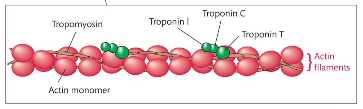 Troponin C
Tropomyosin
Troponin I
Troponin T
Actin
filaments
Actin monomer